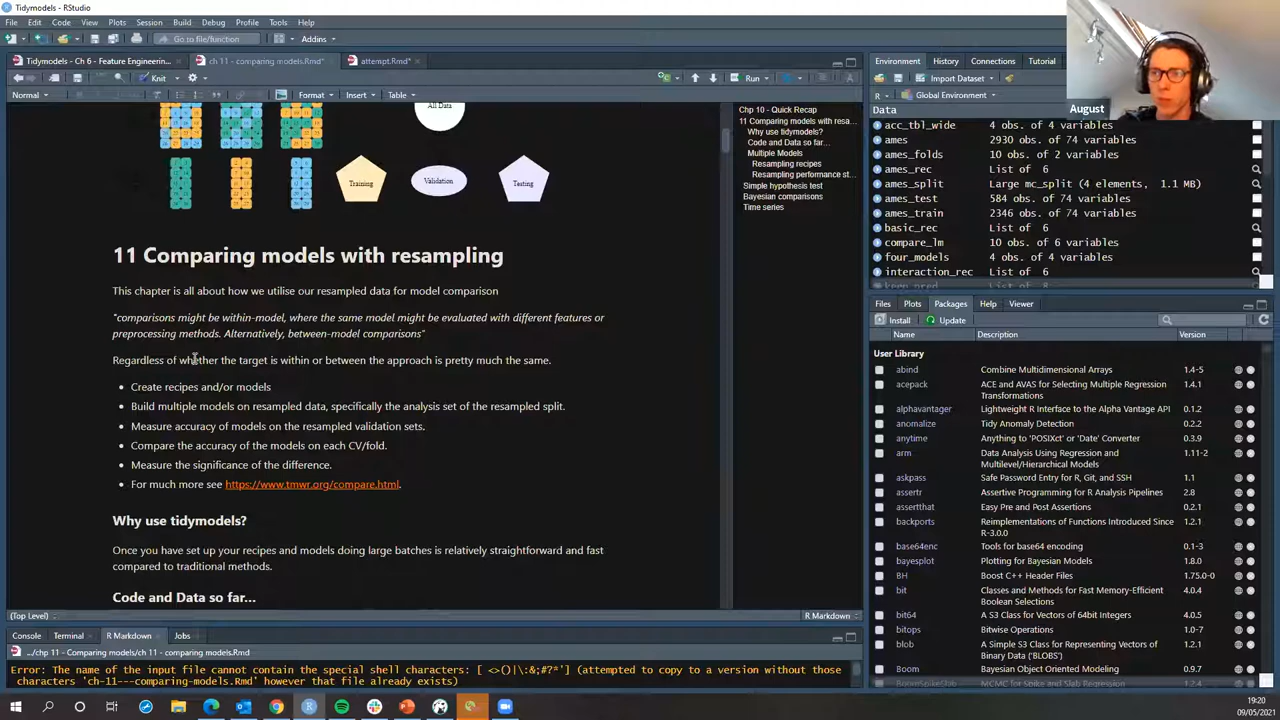 Tidymodels - RStudio
File Edit Code View Plots Session Build Debug Profile Tools Help
Go to file/function Addins
Tidymodels - Ch 6 - Feature Engineerin... ch 11 - comparing models.Rmd* attempt.Rmd*
Knit Run
Normal Format Insert Table
All Data
Training Validation Testing
11 Comparing models with resampling
This chapter is all about how we utilise our resampled data for model comparison
"comparisons might be within-model, where the same model might be evaluated with different features or
preprocessing methods. Alternatively, between-model comparisons"
Regardless of whether the target is within or between the approach is pretty much the same.
• Create recipes and/or models
• Build multiple models on resampled data, specifically the analysis set of the resampled split.
• Measure accuracy of models on the resampled validation sets.
• Compare the accuracy of the models on each CV/fold.
• Measure the significance of the difference.
• For much more see https://www.tmwr.org/compare.html.
Why use tidymodels?
Once you have set up your recipes and models doing large batches is relatively straightforward and fast
compared to traditional methods.
Code and Data so far...
(Top Level) R Markdown
Chp 10 - Quick Recap
11 Comparing models with resa...
Why use tidymodels?
Code and Data so far...
Multiple Models
Resampling recipes
Resampling performance st...
Simple hypothesis test
Bayesian comparisons
Time series
Console Terminal R Markdown Jobs
.../chp 11 - Comparing models/ch 11 - comparing models.Rmd
Error: The name of the input file cannot contain the special shell characters: [ <>()|\:&;#?*'] (attempted to copy to a version without those
characters 'ch-11---comparing-models.Rmd' however that file already exists)
Tidymodels
August
Environment History Connections Tutorial
Import Dataset
R Global Environment
Data
acc_tbl_wide 4 obs. of 4 variables
ames 2930 obs. of 74 variables
ames_folds 10 obs. of 2 variables
ames_rec List of 6
ames_split Large mc_split (4 elements, 1.1 MB)
ames_test 584 obs. of 74 variables
ames_train 2346 obs. of 74 variables
basic_rec List of 6
compare_lm 10 obs. of 6 variables
four_models 4 obs. of 4 variables
interaction_rec List of 6
keep_pred List of 8
Files Plots Packages Help Viewer
Install Update
Name Description Version
User Library
abind Combine Multidimensional Arrays 1.4-5
acepack ACE and AVAS for Selecting Multiple Regression Transformations 1.4.1
alphavantager Lightweight R Interface to the Alpha Vantage API 0.1.2
anomalize Tidy Anomaly Detection 0.2.2
anytime Anything to 'POSIXct' or 'Date' Converter 0.3.9
arm Data Analysis Using Regression and Multilevel/Hierarchical Models 1.11-2
askpass Safe Password Entry for R, Git, and SSH 1.1
assertr Assertive Programming for R Analysis Pipelines 2.8
assertthat Easy Pre and Post Assertions 0.2.1
backports Reimplementations of Functions Introduced Since R-3.0.0 1.2.1
base64enc Tools for base64 encoding 0.1-3
bayesplot Plotting for Bayesian Models 1.8.0
BH Boost C++ Header Files 1.75.0-0
bit Classes and Methods for Fast Memory-Efficient Boolean Selections 4.0.4
bit64 A S3 Class for Vectors of 64bit Integers 4.0.5
bitops Bitwise Operations 1.0-7
blob A Simple S3 Class for Representing Vectors of Binary Data ('BLOBS') 1.2.1
Boom Bayesian Object Oriented Modeling 0.9.7
BoomSpikeSlab MCMC for Spike and Slab Regression 1.2.4
19:20
09/05/2021